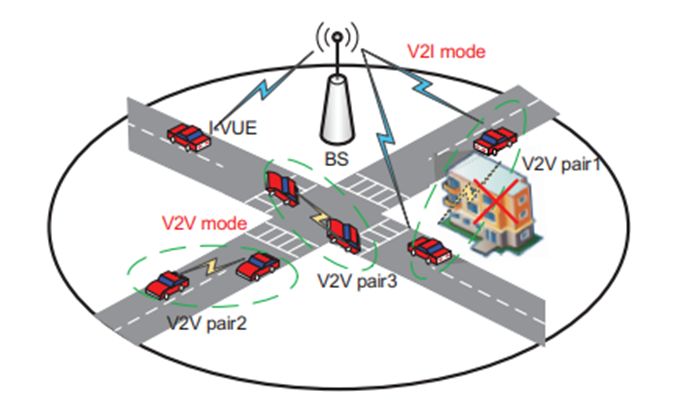 V2I mode
I-VUE
BS
V2V pair1
V2V mode
V2V pair3
V2V pair2